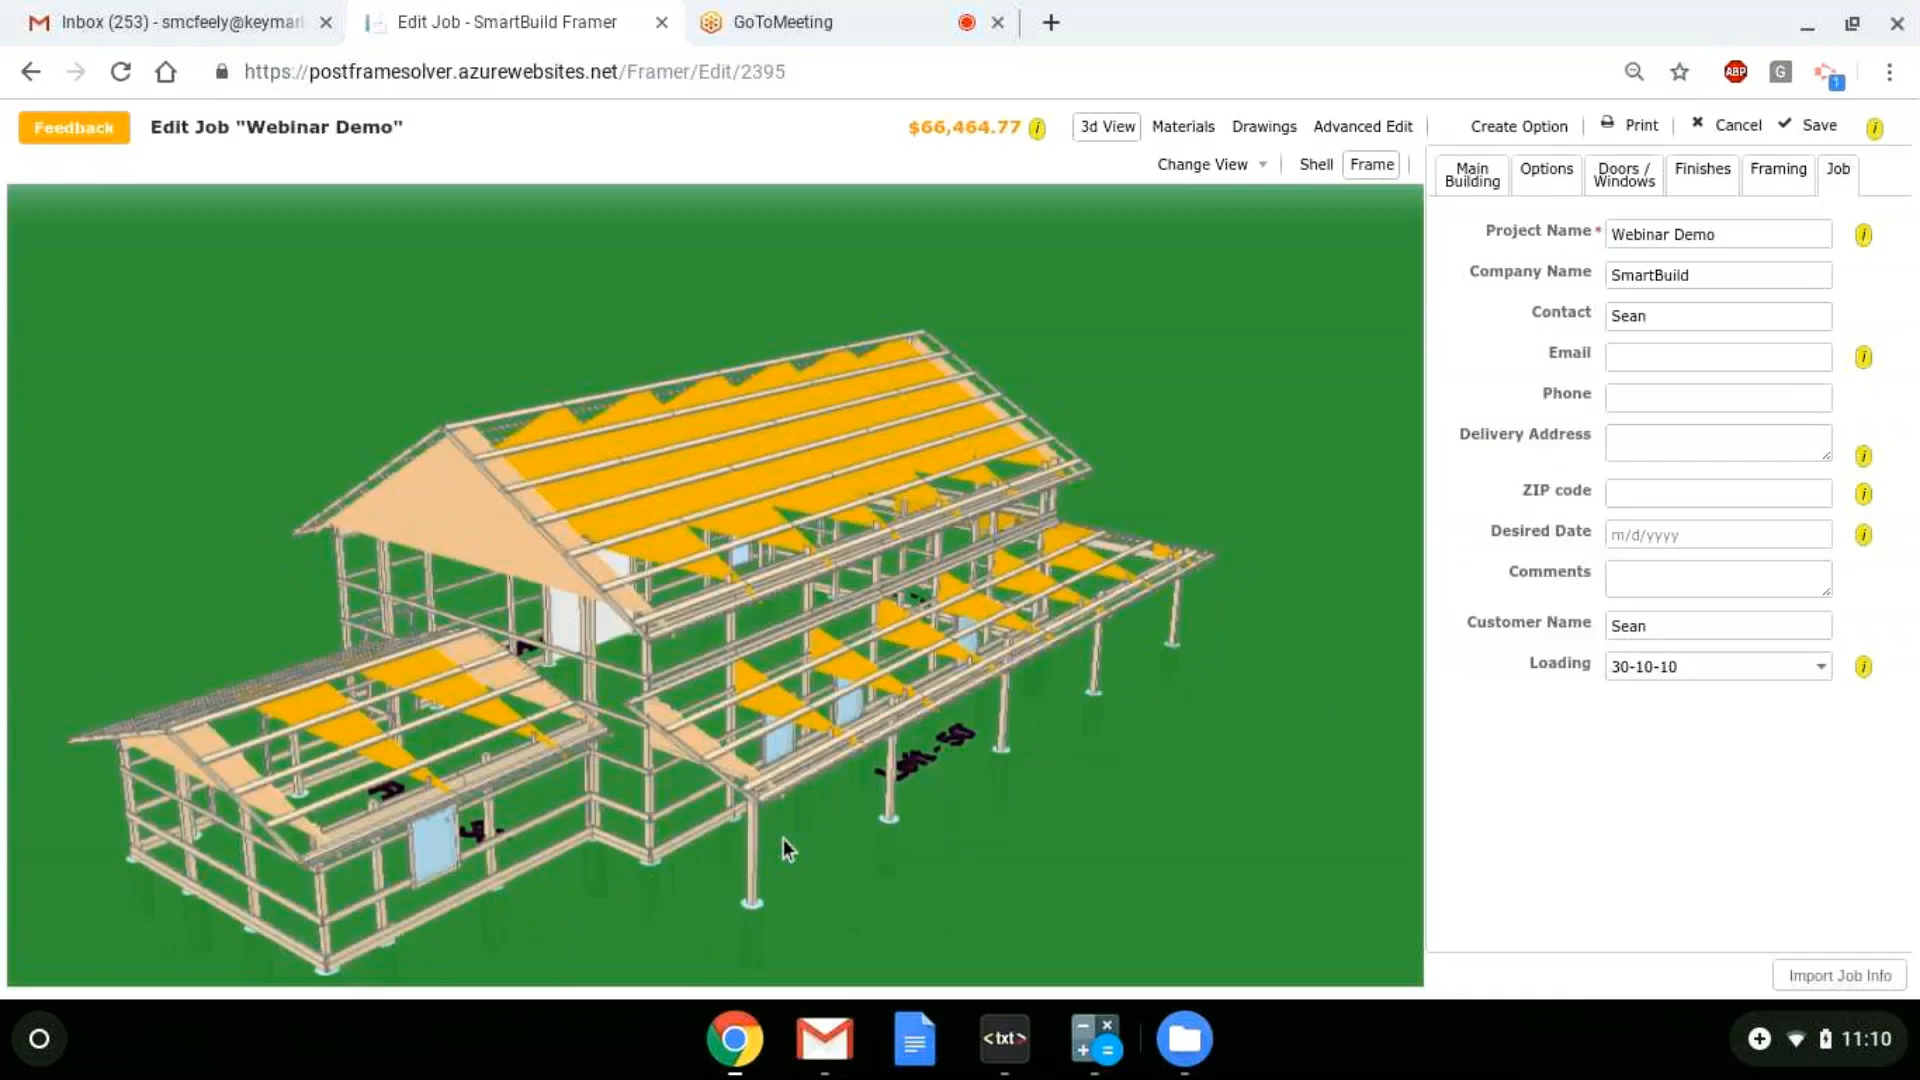 Inbox (253) - smcfeely@keymar
Edit Job - SmartBuild Framer
GoToMeeting
https://postframesolver.azurewebsites.net/Framer/Edit/2395
ABP
G
1
Feedback
Edit Job "Webinar Demo"
$66,464.77
i
3d View
Materials
Drawings
Advanced Edit
Create Option
Print
Cancel
Save
i
Change View
Shell
Frame
Main Building
Options
Doors / Windows
Finishes
Framing
Job
Project Name* Webinar Demo i
Company Name SmartBuild
Contact Sean
Email i
Phone
Delivery Address i
ZIP code i
Desired Date m/d/yyyy i
Comments
Customer Name Sean
Loading 30-10-10 i
Import Job Info
<txt>
11:10